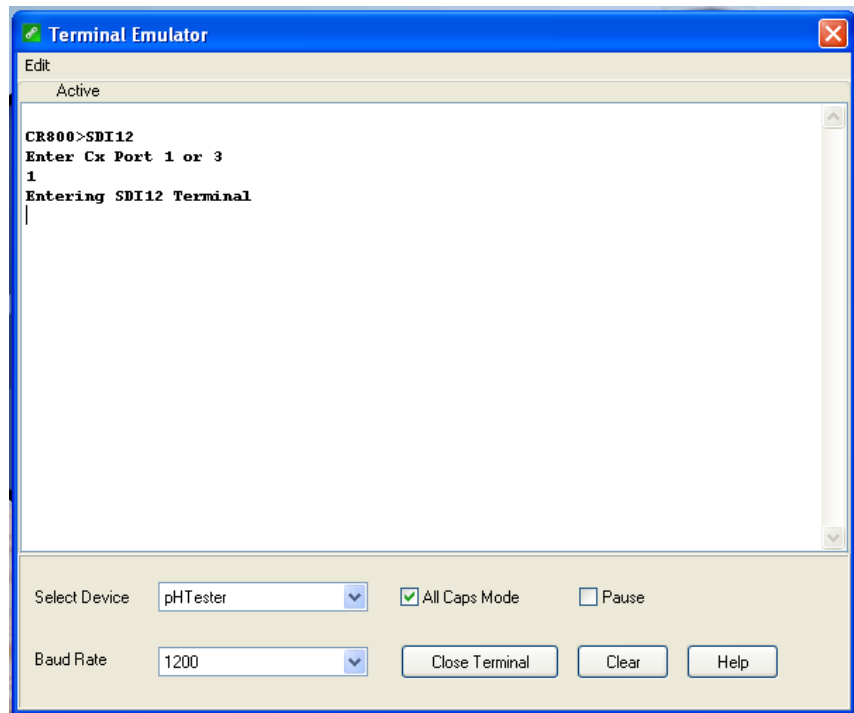 Terminal Emulator
Edit
Active
CR800>SDI12
Enter Cx Port 1 or 3
1
Entering SDI12 Terminal
Select Device pHTester All Caps Mode Pause
Baud Rate 1200 Close Terminal Clear Help